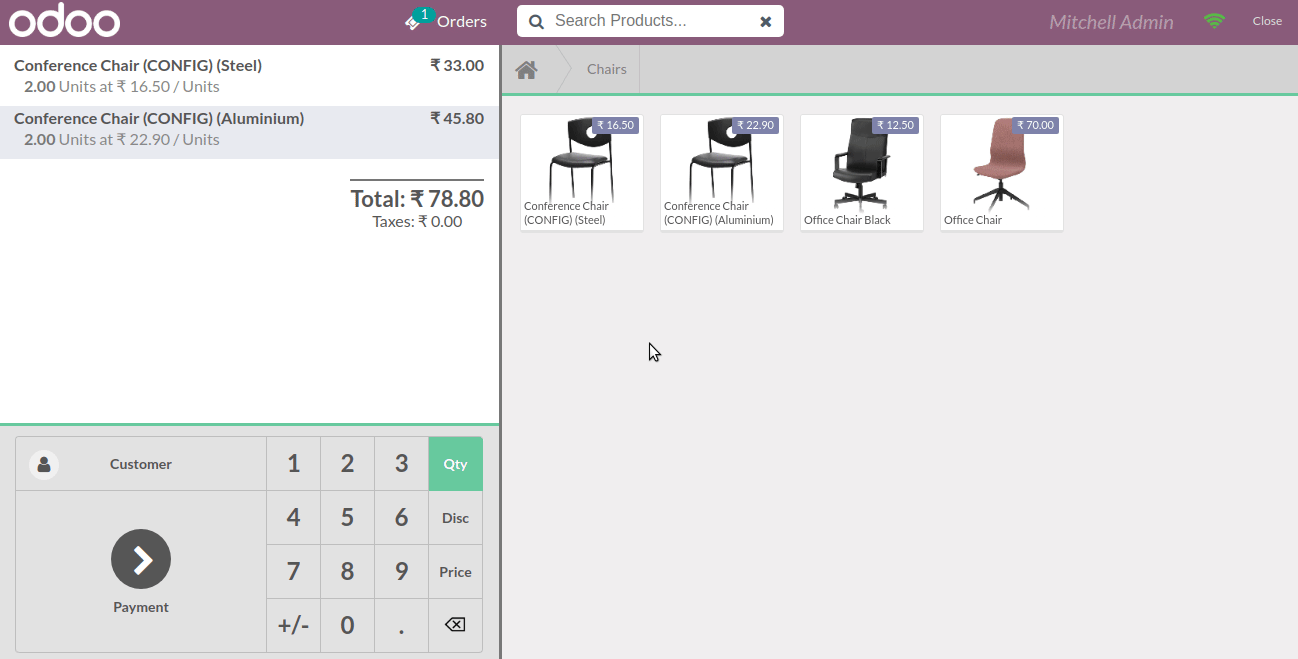 odoo
1 Orders
Search Products...
Mitchell Admin
Close
Conference Chair (CONFIG) (Steel) ₹ 33.00
2.00 Units at ₹ 16.50 / Units
Conference Chair (CONFIG) (Aluminium) ₹ 45.80
2.00 Units at ₹ 22.90 / Units
Total: ₹ 78.80
Taxes: ₹ 0.00
Customer
Payment
1 2 3 Qty
4 5 6 Disc
7 8 9 Price
+/- 0 .
Chairs
₹ 16.50
Conference Chair
(CONFIG) (Steel)
₹ 22.90
Conference Chair
(CONFIG) (Aluminium)
₹ 12.50
Office Chair Black
₹ 70.00
Office Chair